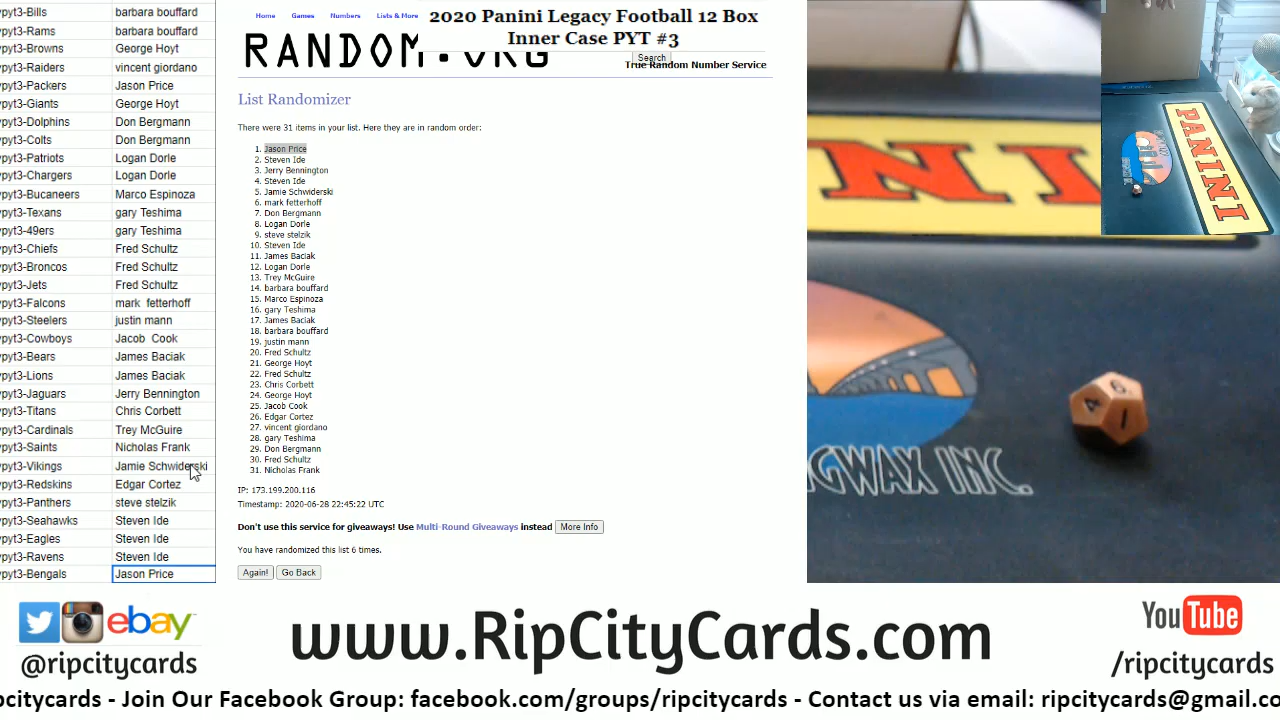 pyt3-Bills barbara bouffard
pyt3-Rams barbara bouffard
pyt3-Browns George Hoyt
pyt3-Raiders vincent giordano
pyt3-Packers Jason Price
pyt3-Giants George Hoyt
pyt3-Dolphins Don Bergmann
pyt3-Colts Don Bergmann
pyt3-Patriots Logan Dorle
pyt3-Chargers Logan Dorle
pyt3-Bucaneers Marco Espinoza
pyt3-Texans gary Teshima
pyt3-49ers gary Teshima
pyt3-Chiefs Fred Schultz
pyt3-Broncos Fred Schultz
pyt3-Jets Fred Schultz
pyt3-Falcons mark fetterhoff
pyt3-Steelers justin mann
pyt3-Cowboys Jacob Cook
pyt3-Bears James Baciak
pyt3-Lions James Baciak
pyt3-Jaguars Jerry Bennington
pyt3-Titans Chris Corbett
pyt3-Cardinals Trey McGuire
pyt3-Saints Nicholas Frank
pyt3-Vikings Jamie Schwiderski
pyt3-Redskins Edgar Cortez
pyt3-Panthers steve stelzik
pyt3-Seahawks Steven Ide
pyt3-Eagles Steven Ide
pyt3-Ravens Steven Ide
pyt3-Bengals Jason Price
Home Games Numbers Lists & More
2020 Panini Legacy Football 12 Box
Inner Case PYT #3
RANDOM.ORG
Search
True Random Number Service
List Randomizer
There were 31 items in your list. Here they are in random order:
1. Jason Price
2. Steven Ide
3. Jerry Bennington
4. Steven Ide
5. Jamie Schwiderski
6. mark fetterhoff
7. Don Bergmann
8. Logan Dorle
9. steve stelzik
10. Steven Ide
11. James Baciak
12. Logan Dorle
13. Trey McGuire
14. barbara bouffard
15. Marco Espinoza
16. gary Teshima
17. James Baciak
18. barbara bouffard
19. justin mann
20. Fred Schultz
21. George Hoyt
22. Fred Schultz
23. Chris Corbett
24. George Hoyt
25. Jacob Cook
26. Edgar Cortez
27. vincent giordano
28. gary Teshima
29. Don Bergmann
30. Fred Schultz
31. Nicholas Frank
IP: 173.199.200.116
Timestamp: 2020-06-28 22:45:22 UTC
Don't use this service for giveaways! Use Multi-Round Giveaways instead More Info
You have randomized this list 6 times.
Again! Go Back
PANINI
NINI
4 6 1
GWAX INC.
ebay
@ripcitycards
www.RipCityCards.com
YouTube
/ripcitycards
pcitycards - Join Our Facebook Group: facebook.com/groups/ripcitycards - Contact us via email: ripcitycards@gmail.co